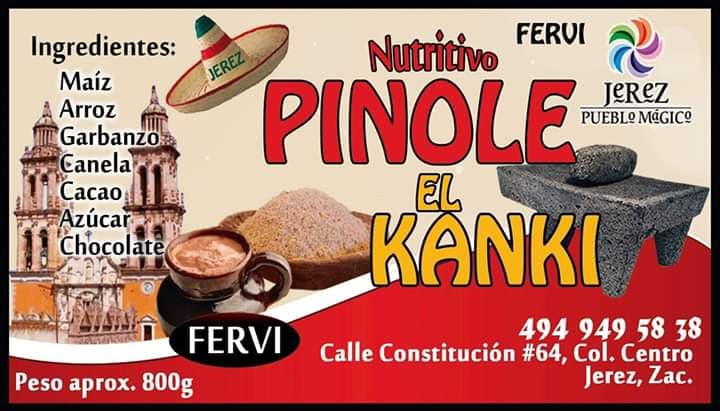 Ingredientes:
Maíz
Arroz
Garbanzo
Canela
Cacao
Azúcar
Chocolate
JEREZ
Nutritivo
PINOLE
EL
KANKI
FERVI
JeReZ
PUEBLO MáGICO
FERVI
494 949 58 38
Calle Constitución #64, Col. Centro
Jerez, Zac.
Peso aprox. 800g